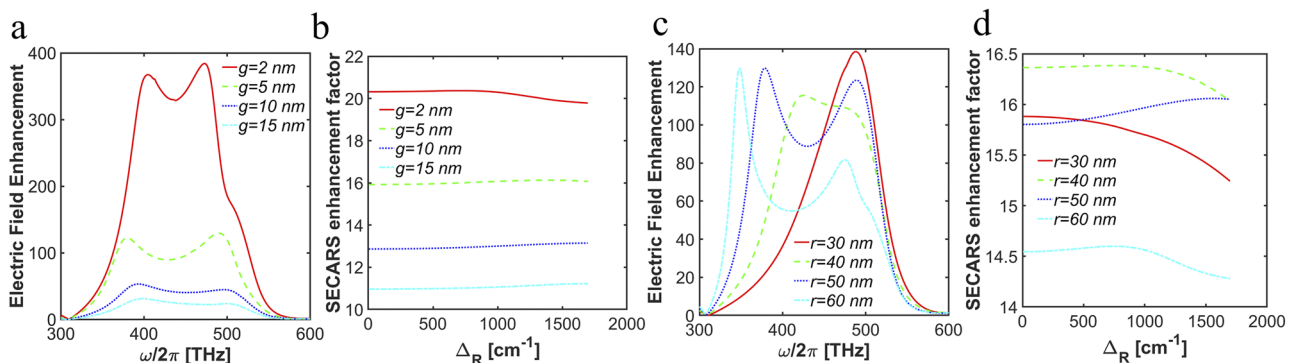 a
Electric Field Enhancement
400
300
200
100
0
300
400
500
600
ω/2π [THz]
g=2 nm
g=5 nm
g=10 nm
g=15 nm
b
SECARS enhancement factor
22
20
18
16
14
12
10
0
500
1000
1500
2000
Δ_R [cm⁻¹]
g=2 nm
g=5 nm
g=10 nm
g=15 nm
c
Electric Field Enhancement
140
120
100
80
60
40
20
0
300
400
500
600
ω/2π [THz]
r=30 nm
r=40 nm
r=50 nm
r=60 nm
d
SECARS enhancement factor
16.5
16
15.5
15
14.5
14
0
500
1000
1500
2000
Δ_R [cm⁻¹]
r=30 nm
r=40 nm
r=50 nm
r=60 nm